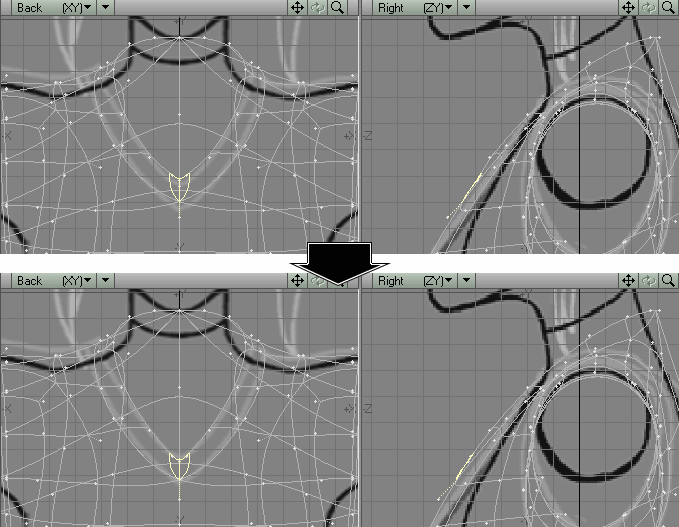 Back (XY) Right (ZY)
+Y
-X -Z
-Y
Back (XY) Right (ZY)
-X +X -Z